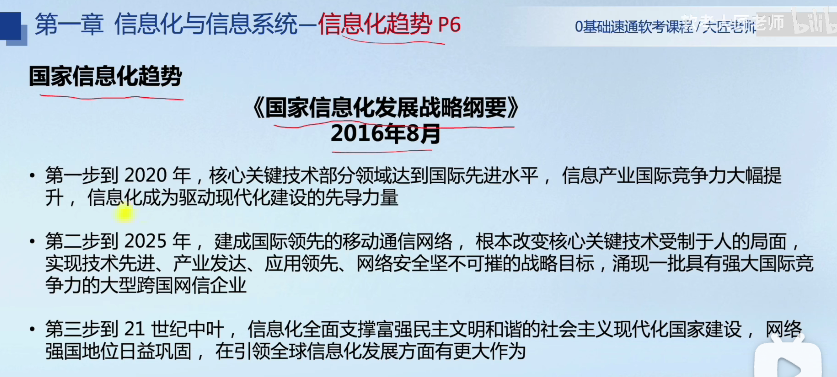 第一章 信息化与信息系统—信息化趋势 P6
0基础速通软考课程/大匠老师
bilibili
国家信息化趋势
《国家信息化发展战略纲要》
2016年8月
• 第一步到 2020 年，核心关键技术部分领域达到国际先进水平， 信息产业国际竞争力大幅提
升， 信息化成为驱动现代化建设的先导力量
• 第二步到 2025 年， 建成国际领先的移动通信网络， 根本改变核心关键技术受制于人的局面，
实现技术先进、产业发达、应用领先、网络安全坚不可摧的战略目标，涌现一批具有强大国际竞
争力的大型跨国网信企业
• 第三步到 21 世纪中叶， 信息化全面支撑富强民主文明和谐的社会主义现代化国家建设， 网络
强国地位日益巩固， 在引领全球信息化发展方面有更大作为